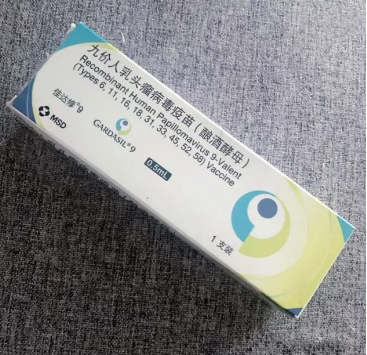 九价人乳头瘤病毒疫苗（酿酒酵母）
Recombinant Human Papillomavirus 9-Valent
(Types 6, 11, 16, 18, 31, 33, 45, 52, 58) Vaccine
佳达修®9
MSD
GARDASIL®9
0.5mL
1支装